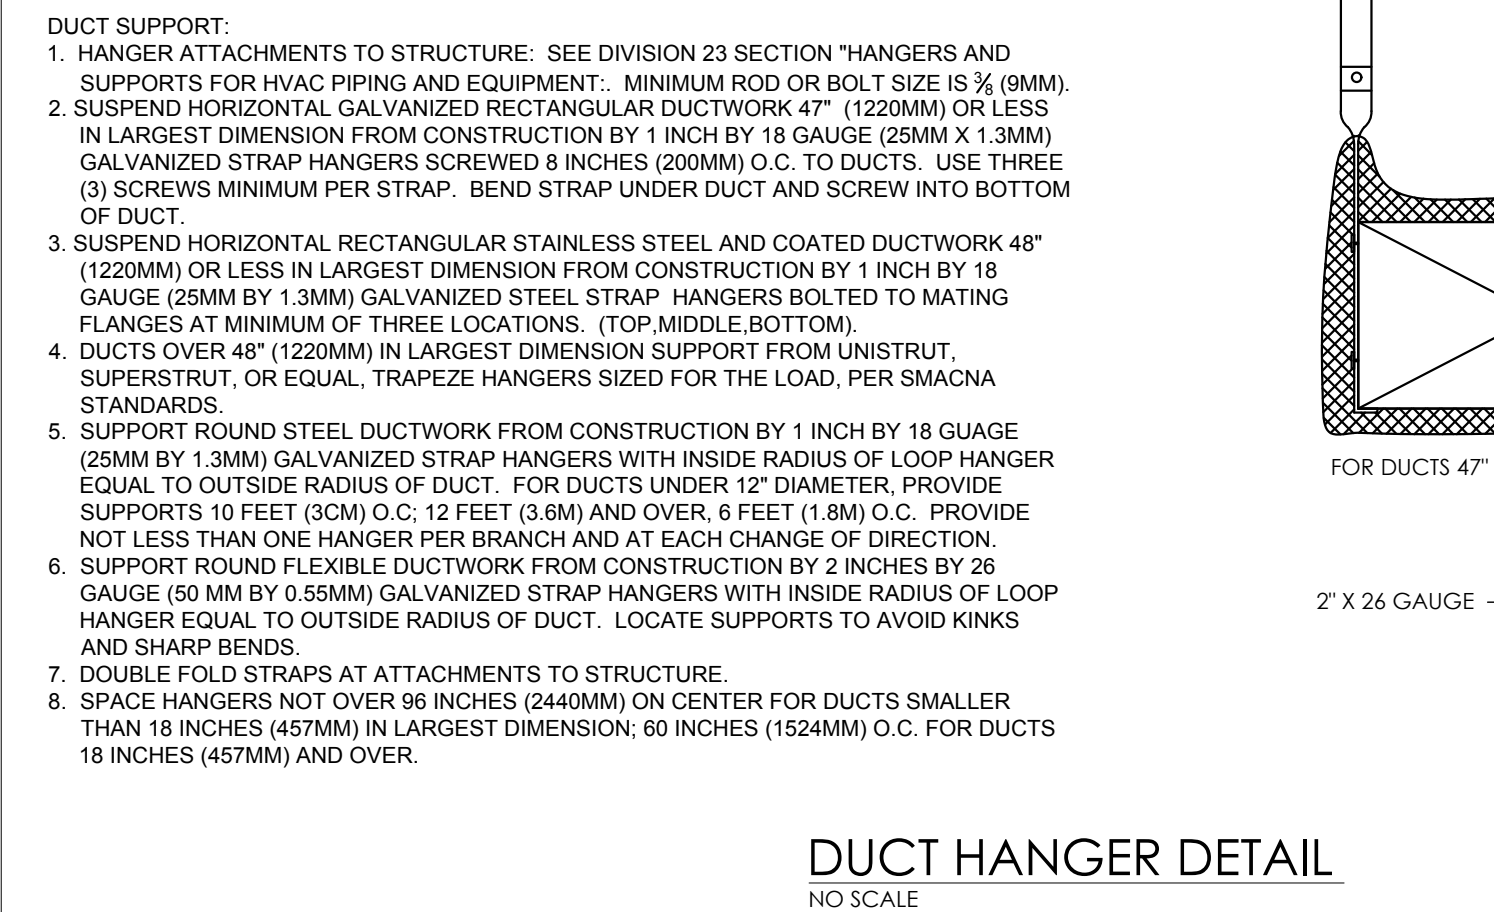 DUCT SUPPORT:
1. HANGER ATTACHMENTS TO STRUCTURE: SEE DIVISION 23 SECTION "HANGERS AND
SUPPORTS FOR HVAC PIPING AND EQUIPMENT:. MINIMUM ROD OR BOLT SIZE IS 3/8 (9MM).
2. SUSPEND HORIZONTAL GALVANIZED RECTANGULAR DUCTWORK 47" (1220MM) OR LESS
IN LARGEST DIMENSION FROM CONSTRUCTION BY 1 INCH BY 18 GAUGE (25MM X 1.3MM)
GALVANIZED STRAP HANGERS SCREWED 8 INCHES (200MM) O.C. TO DUCTS. USE THREE
(3) SCREWS MINIMUM PER STRAP. BEND STRAP UNDER DUCT AND SCREW INTO BOTTOM
OF DUCT.
3. SUSPEND HORIZONTAL RECTANGULAR STAINLESS STEEL AND COATED DUCTWORK 48"
(1220MM) OR LESS IN LARGEST DIMENSION FROM CONSTRUCTION BY 1 INCH BY 18
GAUGE (25MM BY 1.3MM) GALVANIZED STEEL STRAP HANGERS BOLTED TO MATING
FLANGES AT MINIMUM OF THREE LOCATIONS. (TOP,MIDDLE,BOTTOM).
4. DUCTS OVER 48" (1220MM) IN LARGEST DIMENSION SUPPORT FROM UNISTRUT,
SUPERSTRUT, OR EQUAL, TRAPEZE HANGERS SIZED FOR THE LOAD, PER SMACNA
STANDARDS.
5. SUPPORT ROUND STEEL DUCTWORK FROM CONSTRUCTION BY 1 INCH BY 18 GUAGE
(25MM BY 1.3MM) GALVANIZED STRAP HANGERS WITH INSIDE RADIUS OF LOOP HANGER
EQUAL TO OUTSIDE RADIUS OF DUCT. FOR DUCTS UNDER 12" DIAMETER, PROVIDE
SUPPORTS 10 FEET (3CM) O.C; 12 FEET (3.6M) AND OVER, 6 FEET (1.8M) O.C. PROVIDE
NOT LESS THAN ONE HANGER PER BRANCH AND AT EACH CHANGE OF DIRECTION.
6. SUPPORT ROUND FLEXIBLE DUCTWORK FROM CONSTRUCTION BY 2 INCHES BY 26
GAUGE (50 MM BY 0.55MM) GALVANIZED STRAP HANGERS WITH INSIDE RADIUS OF LOOP
HANGER EQUAL TO OUTSIDE RADIUS OF DUCT. LOCATE SUPPORTS TO AVOID KINKS
AND SHARP BENDS.
7. DOUBLE FOLD STRAPS AT ATTACHMENTS TO STRUCTURE.
8. SPACE HANGERS NOT OVER 96 INCHES (2440MM) ON CENTER FOR DUCTS SMALLER
THAN 18 INCHES (457MM) IN LARGEST DIMENSION; 60 INCHES (1524MM) O.C. FOR DUCTS
18 INCHES (457MM) AND OVER.
FOR DUCTS 47"
2" X 26 GAUGE
DUCT HANGER DETAIL
NO SCALE